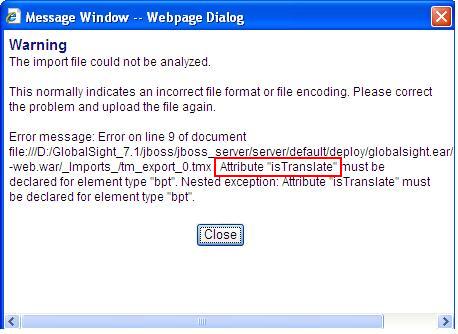 Message Window -- Webpage Dialog
Warning
The import file could not be analyzed.
This normally indicates an incorrect file format or file encoding. Please correct
the problem and upload the file again.
Error message: Error on line 9 of document
file:///D:/GlobalSight_7.1/jboss/jboss_server/server/default/deploy/globalsight.ear/
-web.war/_Imports_/tm_export_0.tmx : Attribute "isTranslate" must be
declared for element type "bpt". Nested exception: Attribute "isTranslate" must
be declared for element type "bpt".
Close